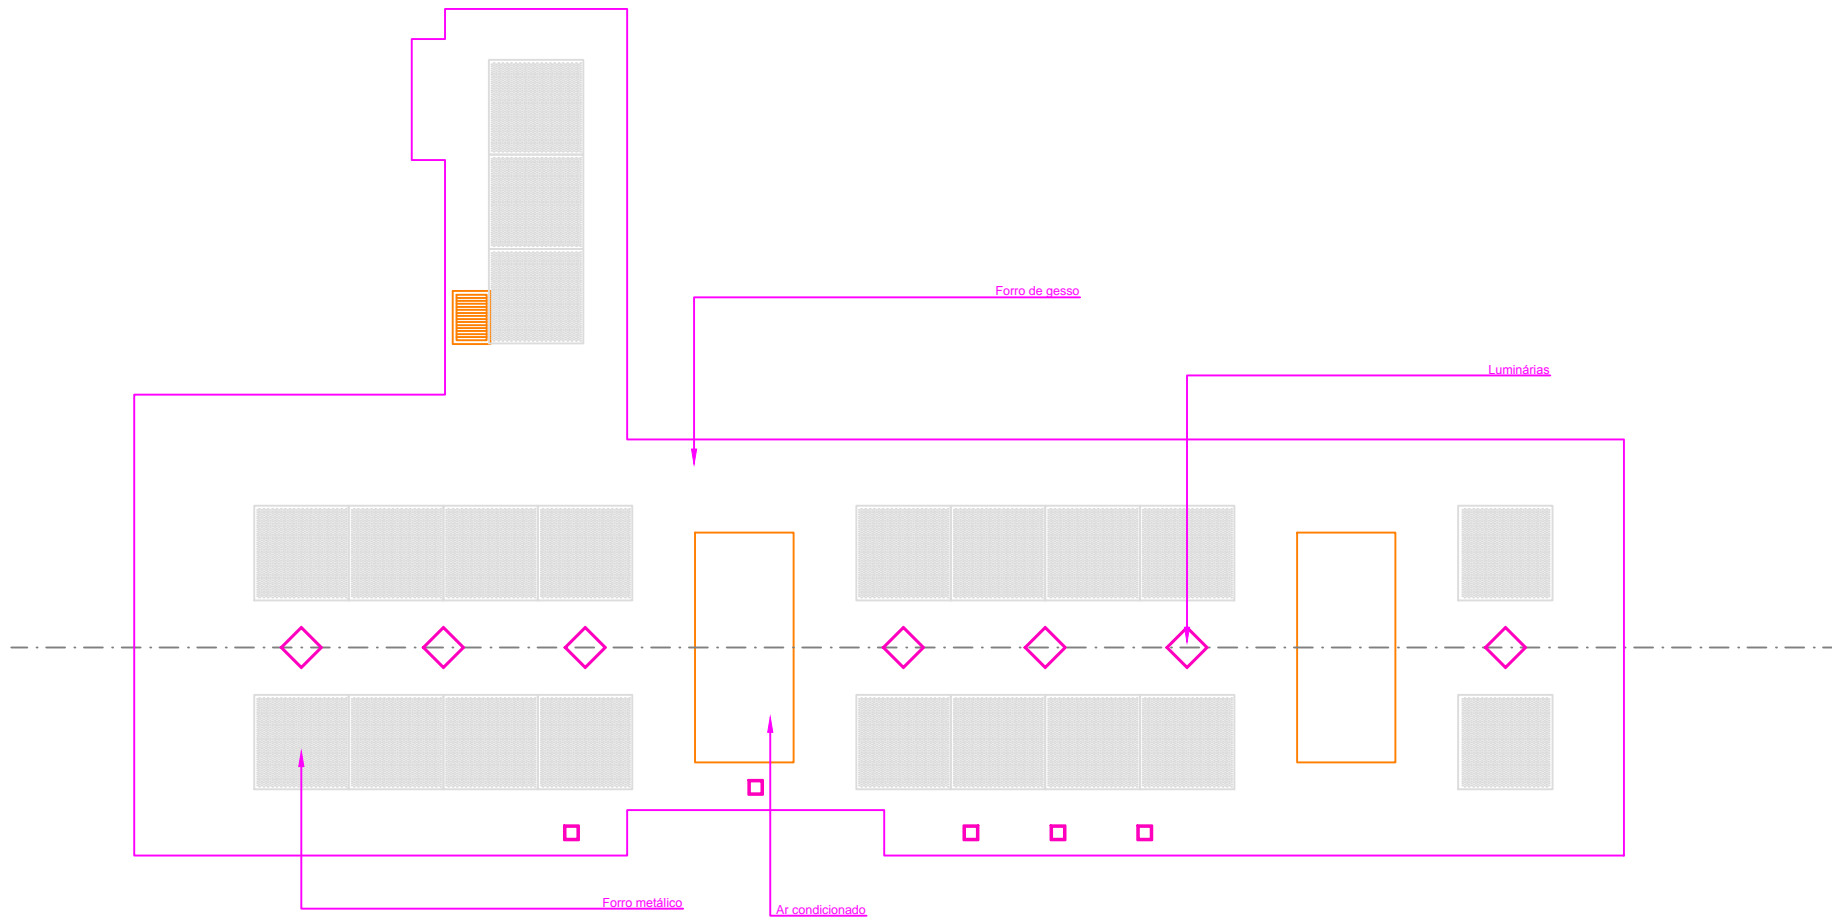 Forro de gesso
Luminárias
Forro metálico
Ar condicionado